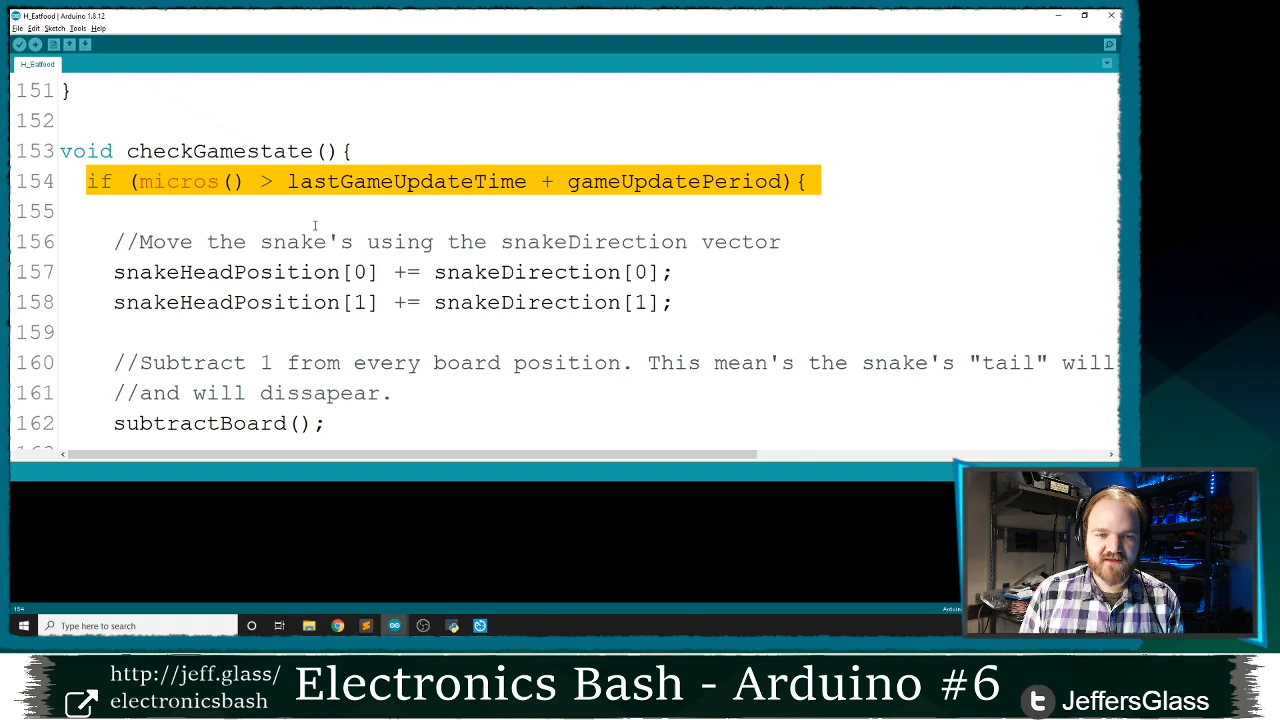 H_Eatfood | Arduino 1.8.12
File Edit Sketch Tools Help
H_Eatfood
151 }
152
153 void checkGamestate(){
154 if (micros() > lastGameUpdateTime + gameUpdatePeriod){
155
156 //Move the snake's using the snakeDirection vector
157 snakeHeadPosition[0] += snakeDirection[0];
158 snakeHeadPosition[1] += snakeDirection[1];
159
160 //Subtract 1 from every board position. This mean's the snake's "tail" will
161 //and will dissapear.
162 subtractBoard();
154
Type here to search
http://jeff.glass/
electronicsbash
Electronics Bash - Arduino #6
JeffersGlass